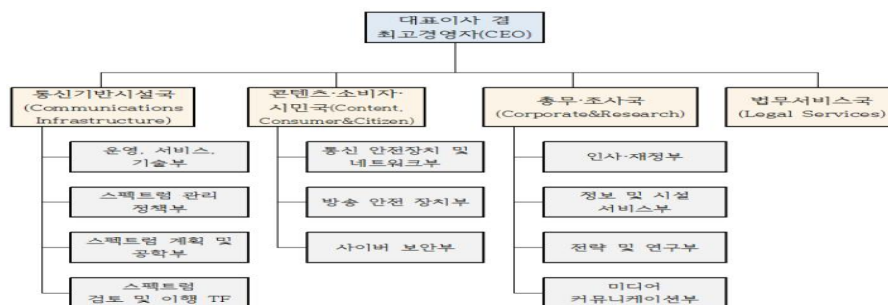 대표이사 겸
최고경영자(CEO)
통신기반시설국
(Communications
Infrastructure)
콘텐츠·소비자·
시민국(Content,
Consumer&Citizen)
총무·조사국
(Corporate&Research)
법무서비스국
(Legal Services)
운영, 서비스,
기술부
스펙트럼 관리
정책부
스펙트럼 계획 및
공학부
스펙트럼
검토 및 이행 TF
통신 안전장치 및
네트워크부
방송 안전 장치부
사이버 보안부
인사·재정부
정보 및 시설
서비스부
전략 및 연구부
미디어
커뮤니케이션부